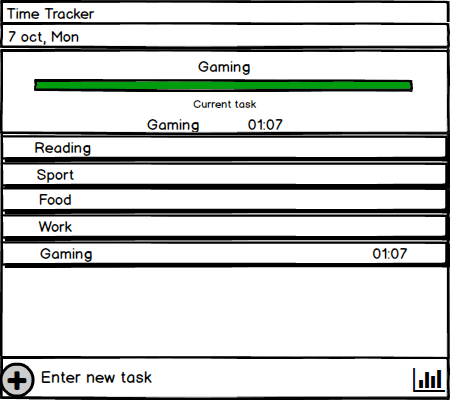 Time Tracker
7 oct, Mon
Gaming
Current task
Gaming 01:07
Reading
Sport
Food
Work
Gaming 01:07
Enter new task